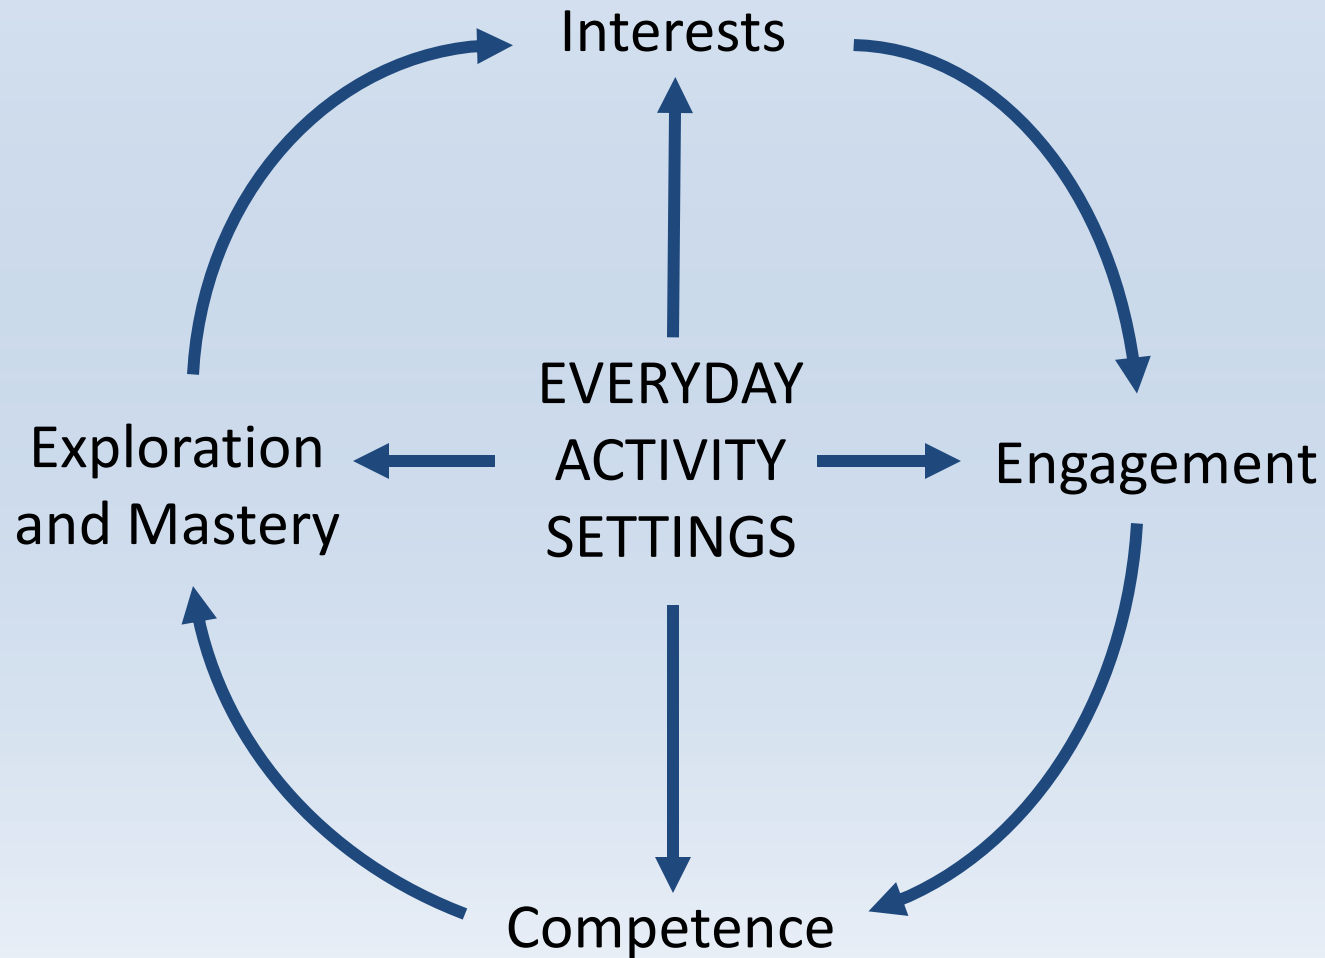 Interests
EVERYDAY
ACTIVITY
SETTINGS
Exploration
and Mastery
Engagement
Competence